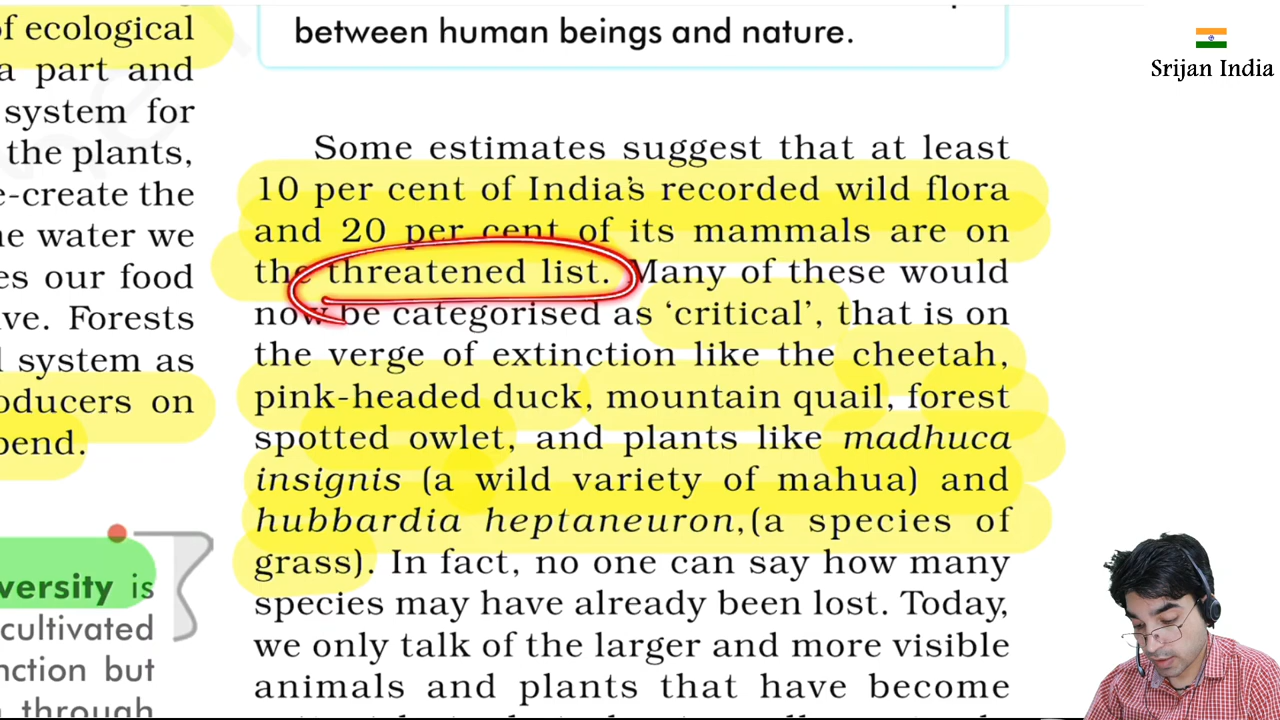 of ecological
a part and
system for
the plants,
e-create the
ne water we
es our food
ive. Forests
l system as
oducers on
pend.
versity is
cultivated
nction but
through
between human beings and nature.
Some estimates suggest that at least
10 per cent of India's recorded wild flora
and 20 per cent of its mammals are on
the threatened list. Many of these would
now be categorised as ‘critical’, that is on
the verge of extinction like the cheetah,
pink-headed duck, mountain quail, forest
spotted owlet, and plants like madhuca
insignis (a wild variety of mahua) and
hubbardia heptaneuron,(a species of
grass). In fact, no one can say how many
species may have already been lost. Today,
we only talk of the larger and more visible
animals and plants that have become
Srijan India